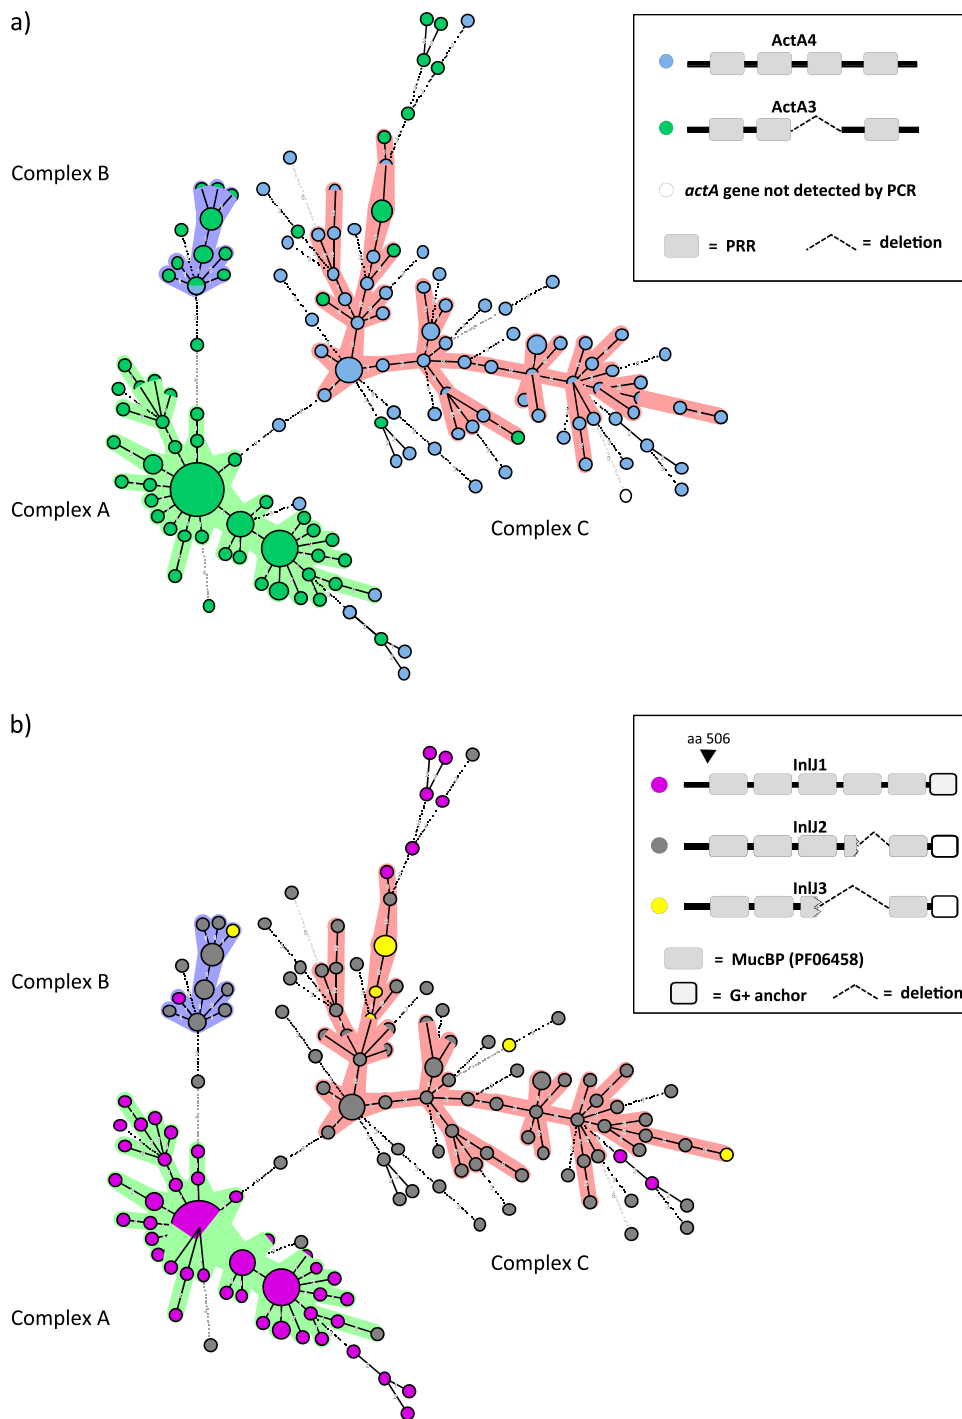 a)
ActA4
ActA3
actA gene not detected by PCR
= PRR
= deletion
Complex B
Complex A
Complex C
b)
aa 506
InlJ1
InlJ2
InlJ3
= MucBP (PF06458)
= G+ anchor
= deletion
Complex B
Complex C
Complex A